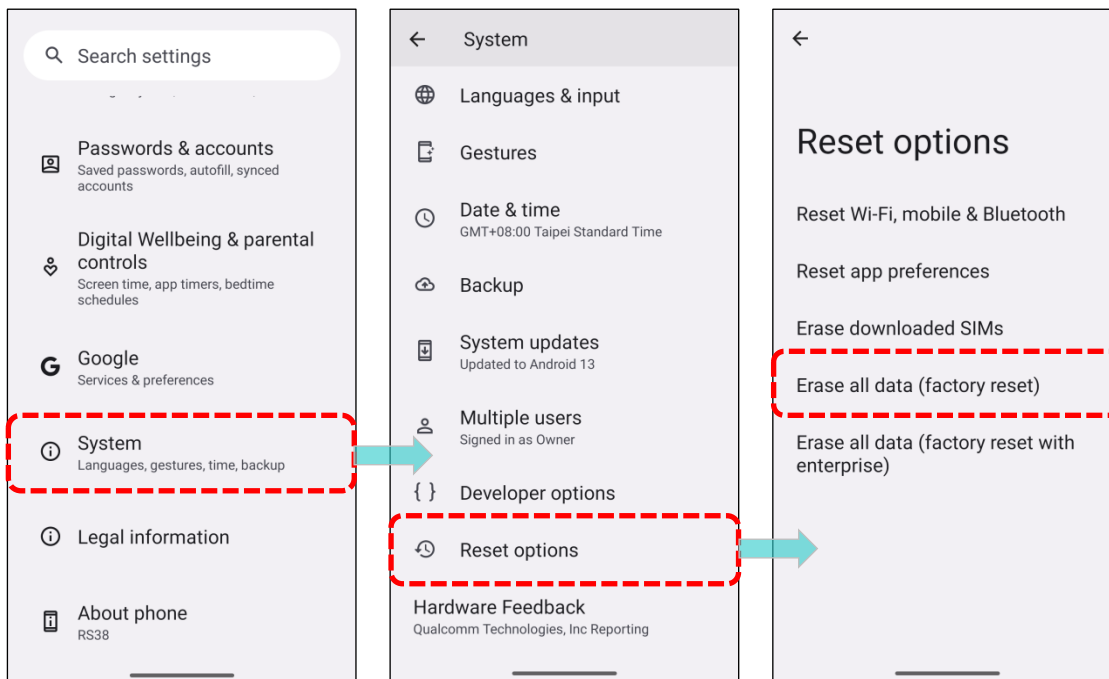 Search settings
Passwords & accounts
Saved passwords, autofill, synced
accounts
Digital Wellbeing & parental
controls
Screen time, app timers, bedtime
schedules
Google
Services & preferences
System
Languages, gestures, time, backup
Legal information
About phone
RS38
System
Languages & input
Gestures
Date & time
GMT+08:00 Taipei Standard Time
Backup
System updates
Updated to Android 13
Multiple users
Signed in as Owner
Developer options
Reset options
Hardware Feedback
Qualcomm Technologies, Inc Reporting
Reset options
Reset Wi-Fi, mobile & Bluetooth
Reset app preferences
Erase downloaded SIMs
Erase all data (factory reset)
Erase all data (factory reset with
enterprise)